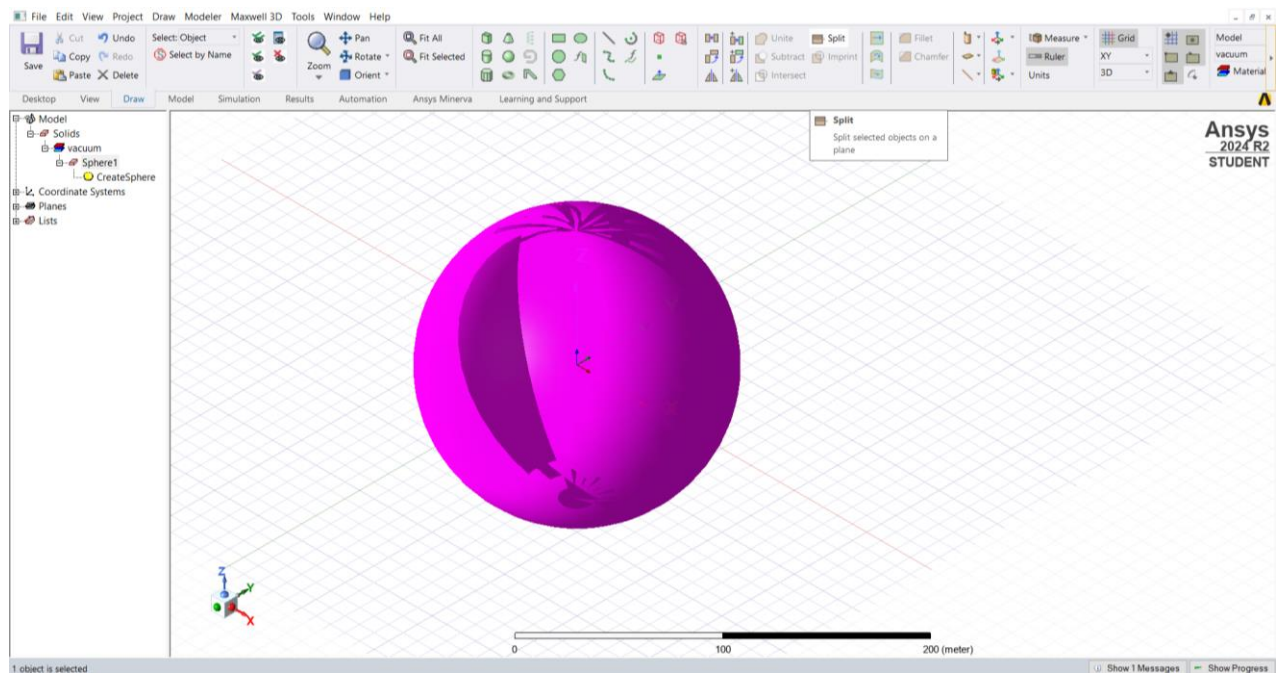 File Edit View Project Draw Modeler Maxwell 3D Tools Window Help
Save
Cut
Copy
Paste
Undo
Redo
Delete
Select: Object
Select by Name
Zoom
Pan
Rotate
Orient
Fit All
Fit Selected
Unite
Subtract
Intersect
Split
Imprint
Fillet
Chamfer
Measure
Ruler
Units
Grid
XY
3D
Model
vacuum
Material
Desktop View Draw Model Simulation Results Automation Ansys Minerva Learning and Support
Model
Solids
vacuum
Sphere1
CreateSphere
Coordinate Systems
Planes
Lists
Split
Split selected objects on a
plane
Ansys
2024 R2
STUDENT
Z
Y
X
0 100 200 (meter)
1 object is selected
Show 1 Messages
Show Progress